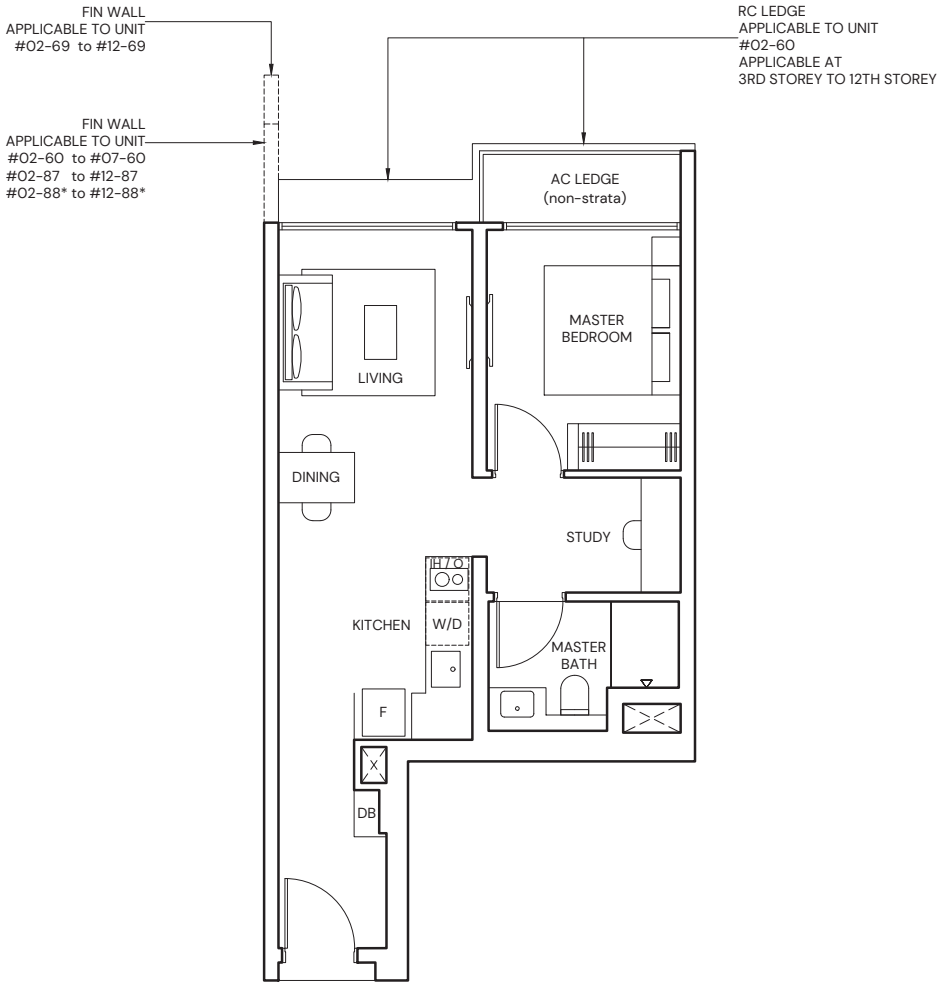 FIN WALL
APPLICABLE TO UNIT
#02-69 to #12-69
RC LEDGE
APPLICABLE TO UNIT
#02-60
APPLICABLE AT
3RD STOREY TO 12TH STOREY
FIN WALL
APPLICABLE TO UNIT
#02-60 to #07-60
#02-87 to #12-87
#02-88* to #12-88*
AC LEDGE
(non-strata)
MASTER
BEDROOM
LIVING
DINING
STUDY
H / O
KITCHEN
W/D
MASTER
BATH
F
X
DB